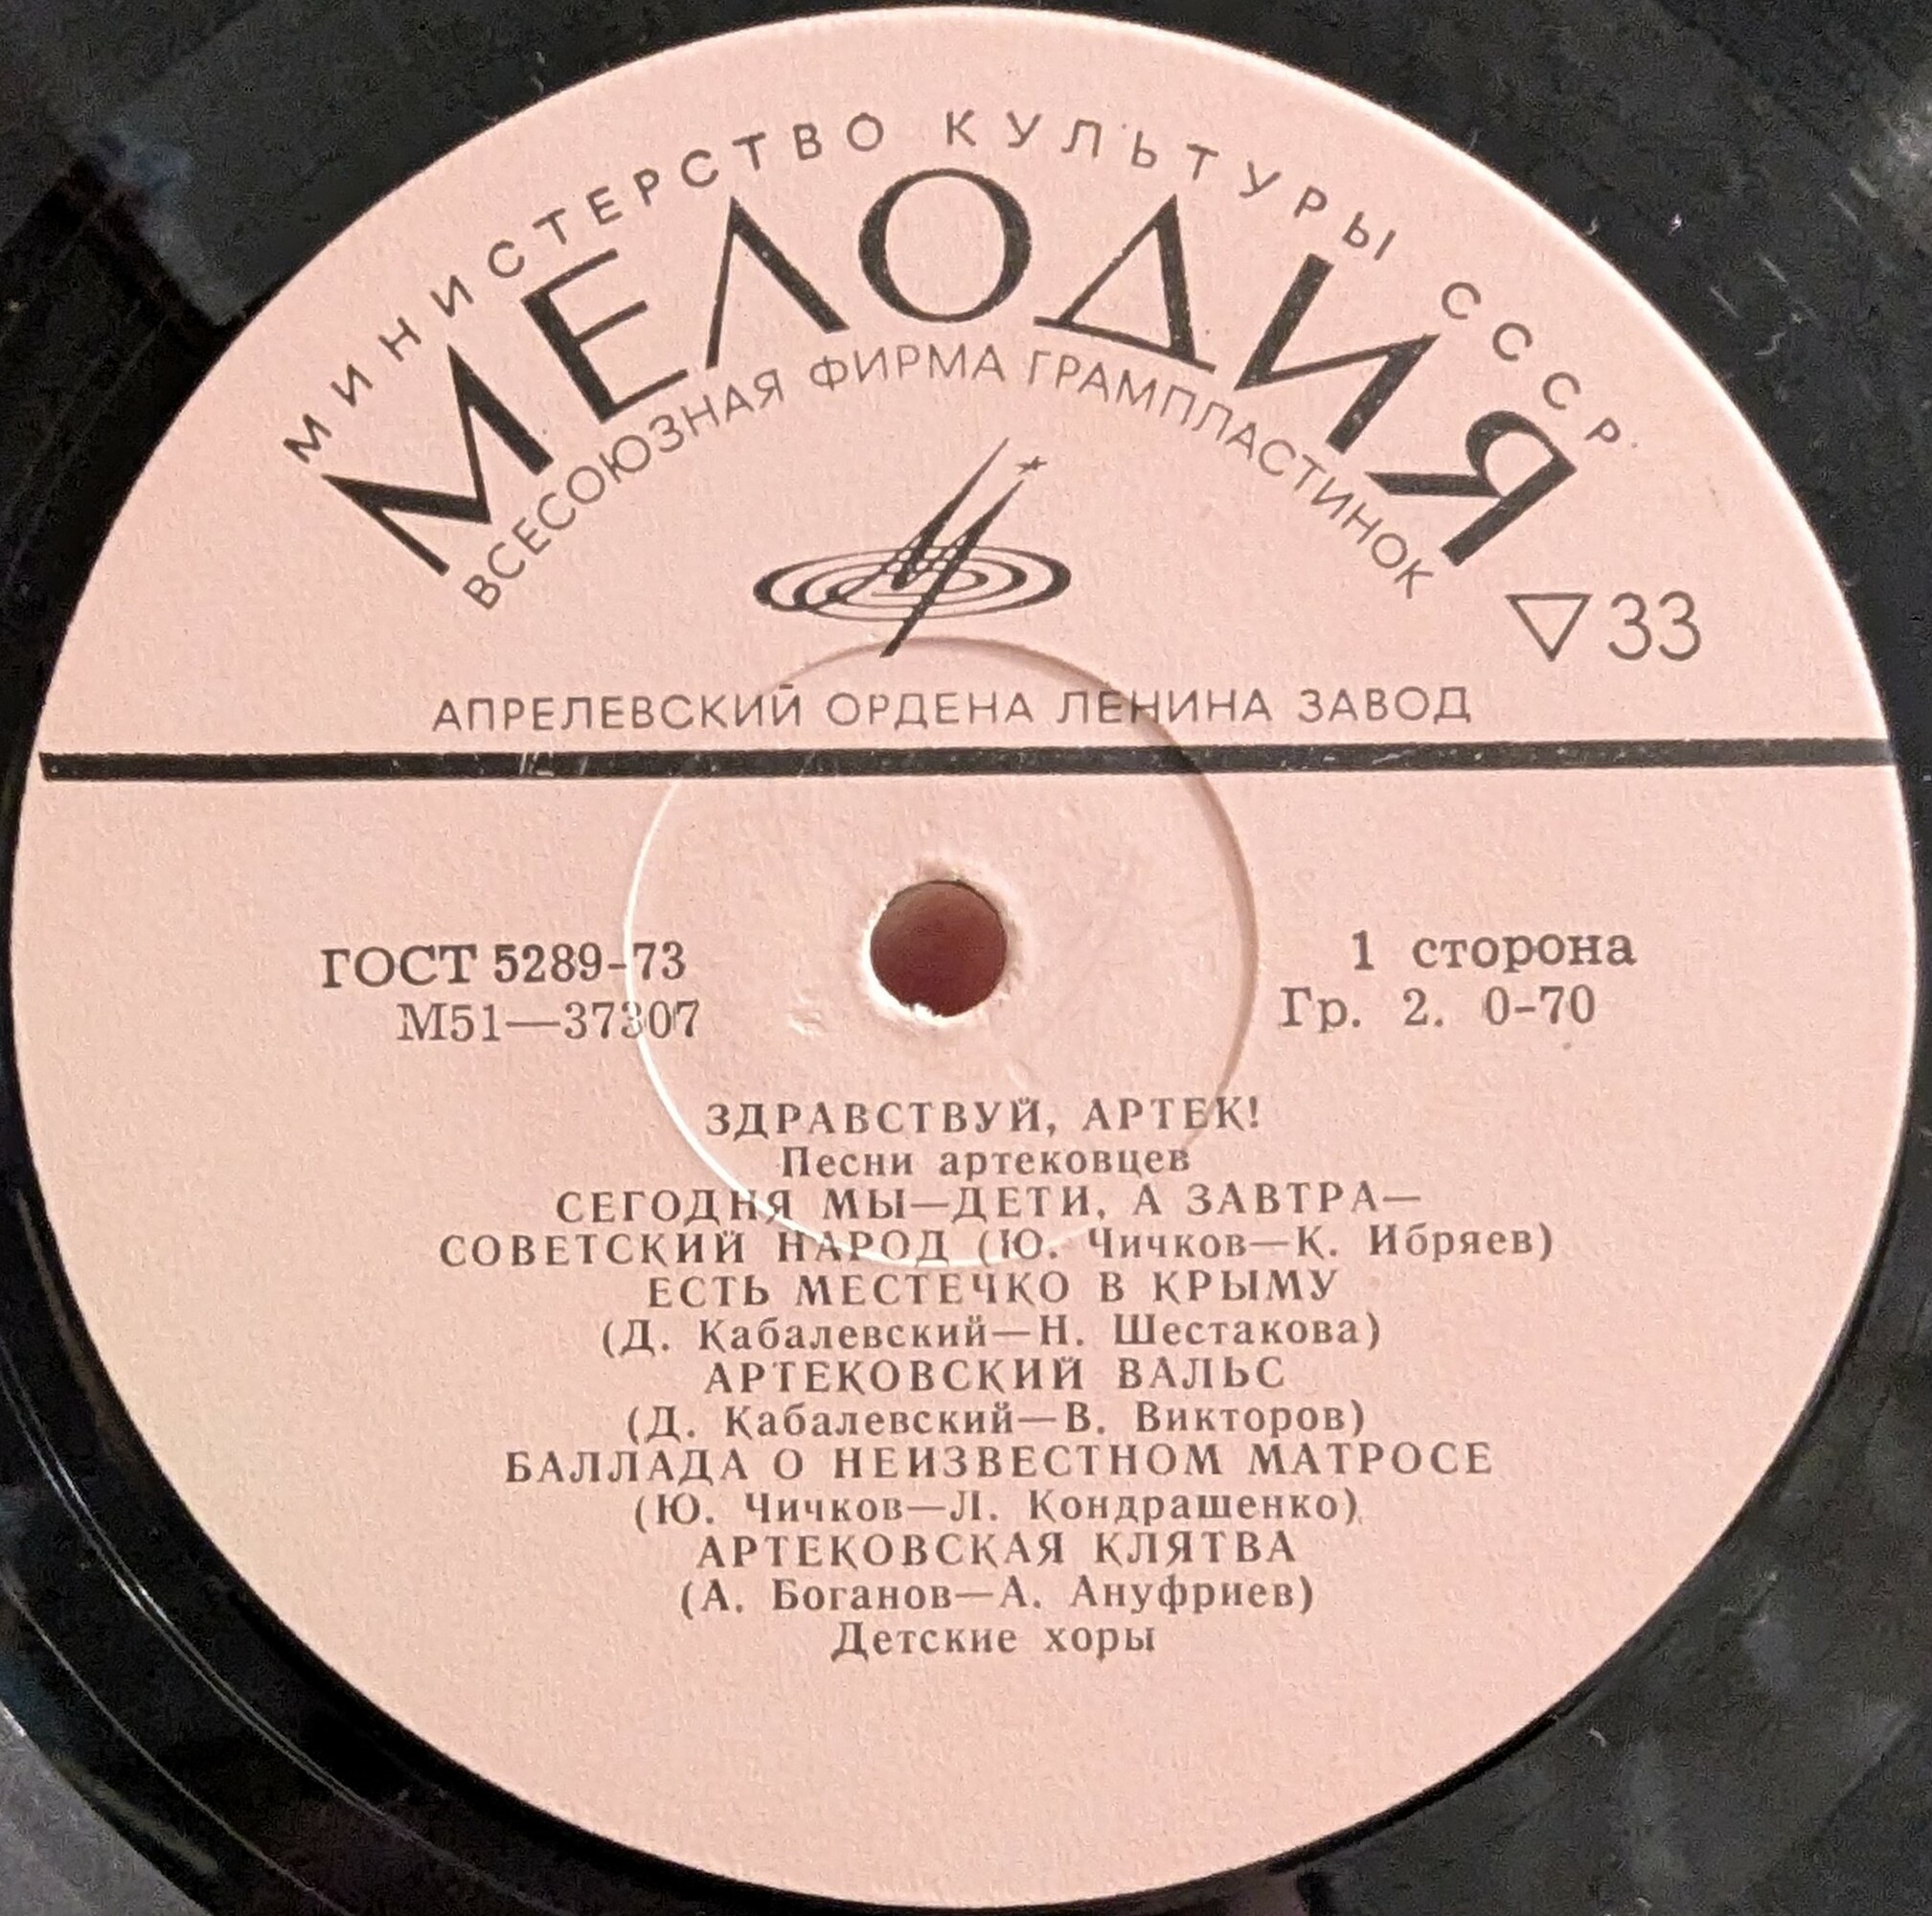 МИНИСТЕРСТВО КУЛЬТУРЫ СССР
МЕЛОДИЯ
ВСЕСОЮЗНАЯ ФИРМА ГРАМПЛАСТИНОК
▽33
АПРЕЛЕВСКИЙ ОРДЕНА ЛЕНИНА ЗАВОД
ГОСТ 5289-73
М51—37307
1 сторона
Гр. 2. 0-70
ЗДРАВСТВУЙ, АРТЕК!
Песни артековцев
СЕГОДНЯ МЫ—ДЕТИ, А ЗАВТРА—
СОВЕТСКИЙ НАРОД (Ю. Чичков—К. Ибряев)
ЕСТЬ МЕСТЕЧКО В КРЫМУ
(Д. Кабалевский—Н. Шестакова)
АРТЕКОВСКИЙ ВАЛЬС
(Д. Кабалевский—В. Викторов)
БАЛЛАДА О НЕИЗВЕСТНОМ МАТРОСЕ
(Ю. Чичков—Л. Кондрашенко)
АРТЕКОВСКАЯ КЛЯТВА
(А. Боганов—А. Ануфриев)
Детские хоры